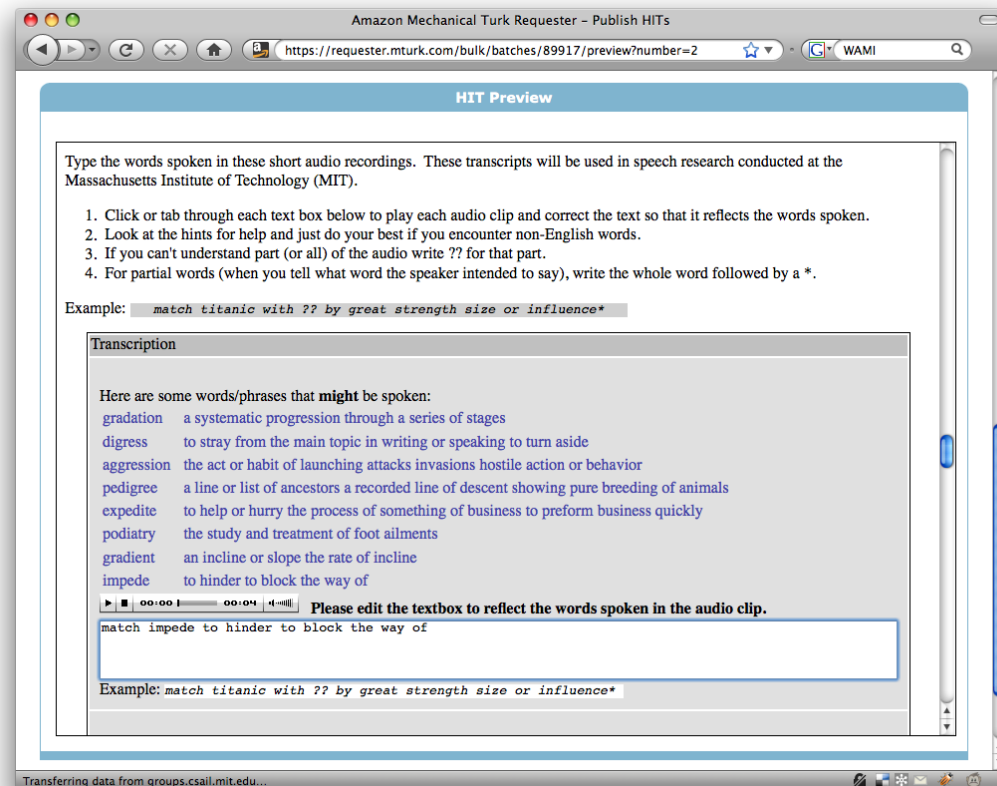 Amazon Mechanical Turk Requester – Publish HITs
https://requester.mturk.com/bulk/batches/89917/preview?number=2
WAMI
HIT Preview
Type the words spoken in these short audio recordings. These transcripts will be used in speech research conducted at the
Massachusetts Institute of Technology (MIT).
1. Click or tab through each text box below to play each audio clip and correct the text so that it reflects the words spoken.
2. Look at the hints for help and just do your best if you encounter non-English words.
3. If you can't understand part (or all) of the audio write ?? for that part.
4. For partial words (when you tell what word the speaker intended to say), write the whole word followed by a *.
Example: match titanic with ?? by great strength size or influence*
Transcription
Here are some words/phrases that might be spoken:
gradation a systematic progression through a series of stages
digress to stray from the main topic in writing or speaking to turn aside
aggression the act or habit of launching attacks invasions hostile action or behavior
pedigree a line or list of ancestors a recorded line of descent showing pure breeding of animals
expedite to help or hurry the process of something of business to preform business quickly
podiatry the study and treatment of foot ailments
gradient an incline or slope the rate of incline
impede to hinder to block the way of
00:00 00:04 Please edit the textbox to reflect the words spoken in the audio clip.
match impede to hinder to block the way of
Example: match titanic with ?? by great strength size or influence*
Transferring data from groups.csail.mit.edu...